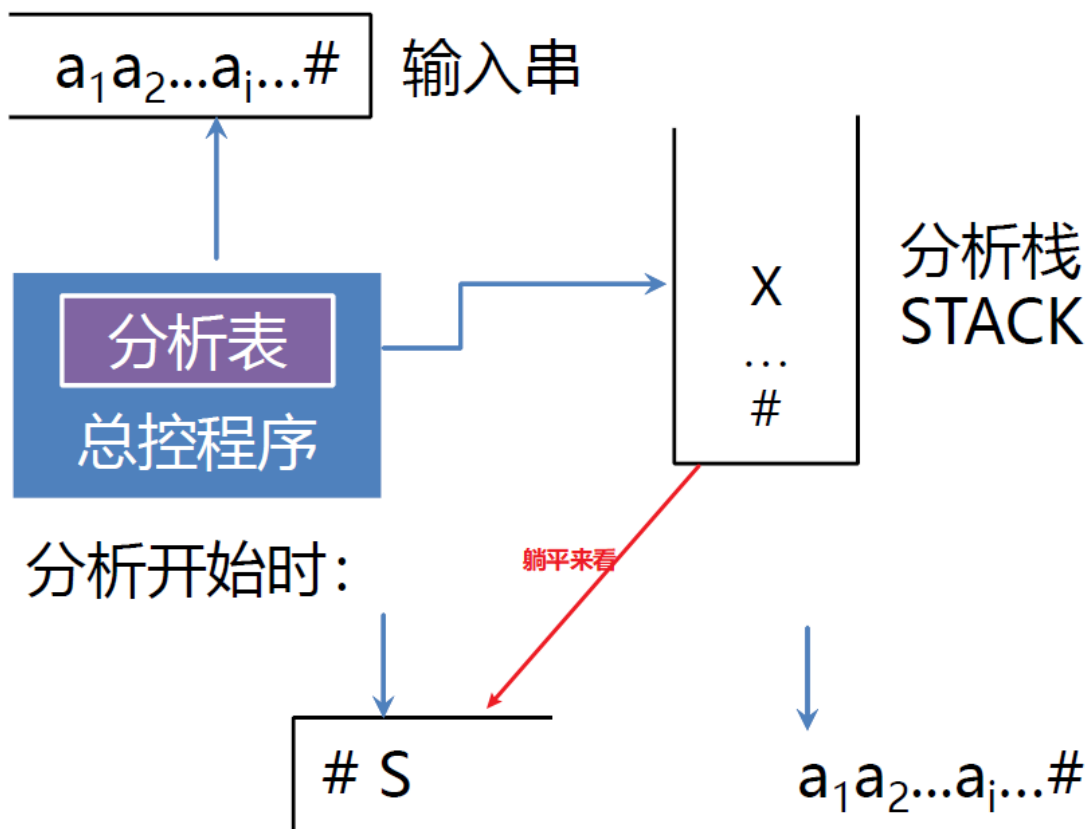 a₁a₂...aᵢ...# 输入串
分析表
总控程序
X
...
#
分析栈
STACK
分析开始时：
躺平来看
# S
a₁a₂...aᵢ...#